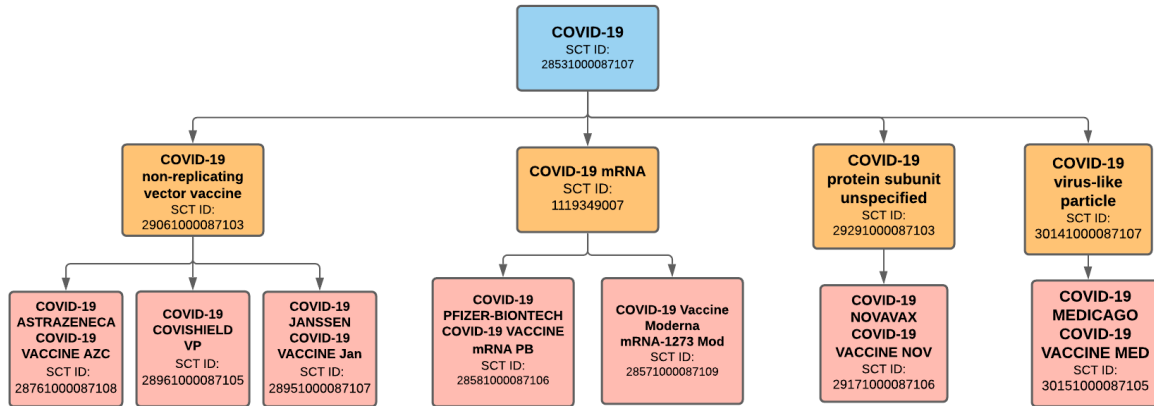 COVID-19
SCT ID:
28531000087107
COVID-19
non-replicating
vector vaccine
SCT ID:
29061000087103
COVID-19 mRNA
SCT ID:
1119349007
COVID-19
protein subunit
unspecified
SCT ID:
29291000087103
COVID-19
virus-like
particle
SCT ID:
30141000087107
COVID-19
ASTRAZENECA
COVID-19
VACCINE AZC
SCT ID:
28761000087108
COVID-19
COVISHIELD
VP
SCT ID:
28961000087105
COVID-19
JANSSEN
COVID-19
VACCINE Jan
SCT ID:
28951000087107
COVID-19
PFIZER-BIONTECH
COVID-19 VACCINE
mRNA PB
SCT ID:
28581000087106
COVID-19 Vaccine
Moderna
mRNA-1273 Mod
SCT ID:
28571000087109
COVID-19
NOVAVAX
COVID-19
VACCINE NOV
SCT ID:
29171000087106
COVID-19
MEDICAGO
COVID-19
VACCINE MED
SCT ID:
30151000087105